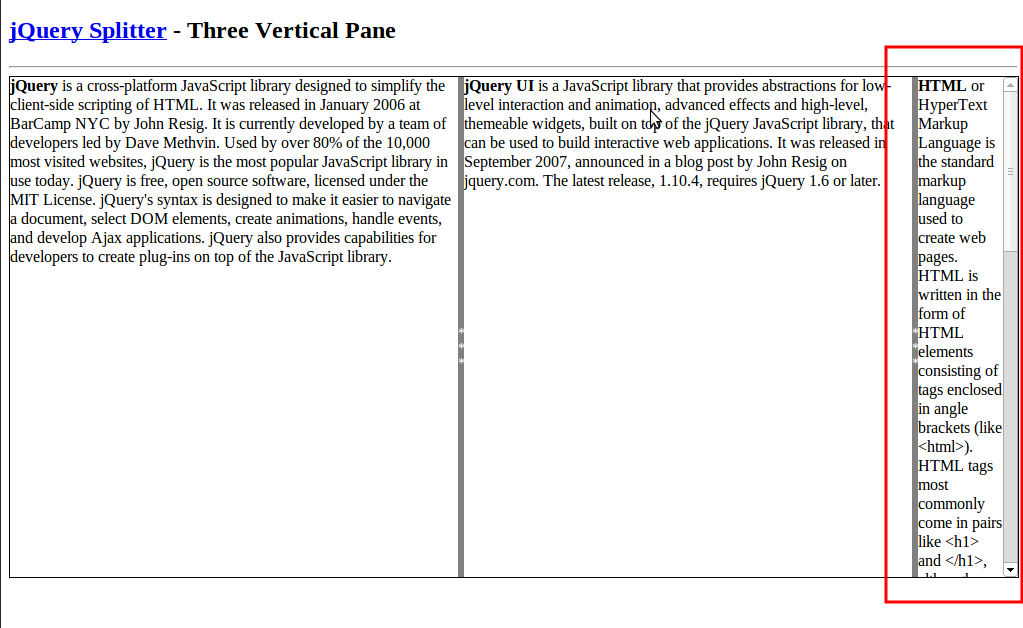 jQuery Splitter - Three Vertical Pane
jQuery is a cross-platform JavaScript library designed to simplify the
client-side scripting of HTML. It was released in January 2006 at
BarCamp NYC by John Resig. It is currently developed by a team of
developers led by Dave Methvin. Used by over 80% of the 10,000
most visited websites, jQuery is the most popular JavaScript library in
use today. jQuery is free, open source software, licensed under the
MIT License. jQuery's syntax is designed to make it easier to navigate
a document, select DOM elements, create animations, handle events,
and develop Ajax applications. jQuery also provides capabilities for
developers to create plug-ins on top of the JavaScript library.
*
*
*
jQuery UI is a JavaScript library that provides abstractions for low-
level interaction and animation, advanced effects and high-level,
themeable widgets, built on top of the jQuery JavaScript library, that
can be used to build interactive web applications. It was released in
September 2007, announced in a blog post by John Resig on
jquery.com. The latest release, 1.10.4, requires jQuery 1.6 or later.
*
*
*
HTML or
HyperText
Markup
Language is
the standard
markup
language
used to
create web
pages.
HTML is
written in the
form of
HTML
elements
consisting of
tags enclosed
in angle
brackets (like
<html>).
HTML tags
most
commonly
come in pairs
like <h1>
and </h1>,